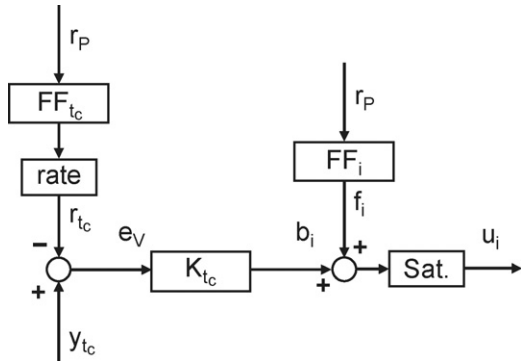 r_P
FF_tc
rate
r_tc
−
+
y_tc
e_V
K_tc
b_i
r_P
FF_i
f_i
+
+
Sat.
u_i